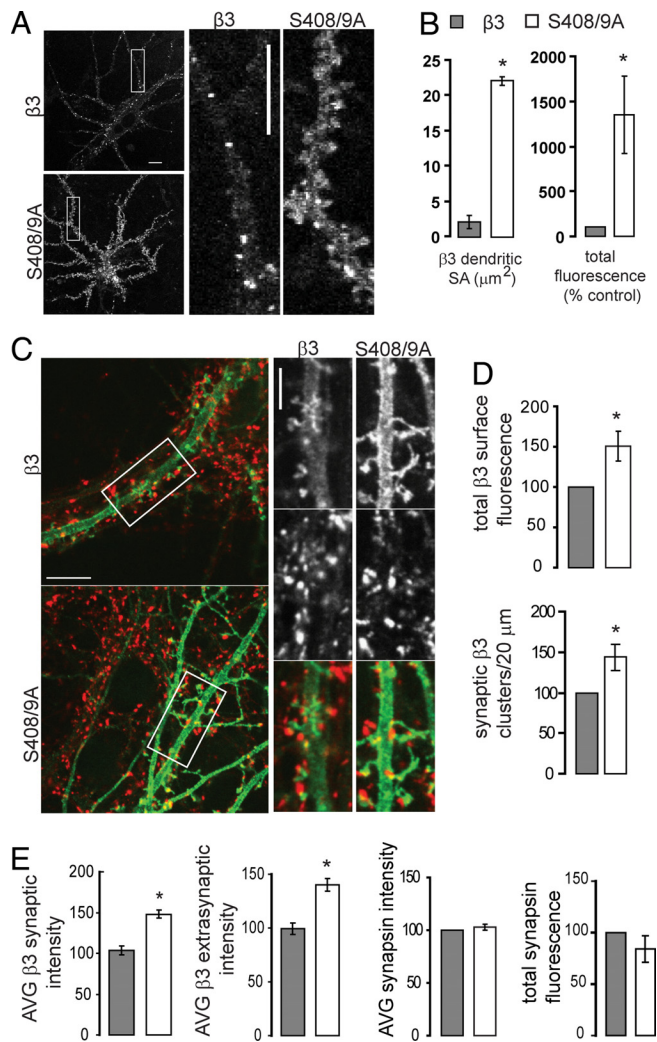 A
β3
S408/9A
β3
S408/9A
B
β3
S408/9A
25
20
15
10
5
0
*
β3 dendritic
SA (μm²)
2000
1500
1000
500
0
*
total
fluorescence
(% control)
C
β3
S408/9A
β3
S408/9A
D
total β3 surface
fluorescence
200
150
100
50
0
*
synaptic β3
clusters/20 μm
200
150
100
50
0
*
E
AVG β3 synaptic
intensity
200
150
100
50
0
*
AVG β3 extrasynaptic
intensity
150
100
50
0
*
AVG synapsin intensity
150
100
50
0
total synapsin
fluorescence
150
100
50
0